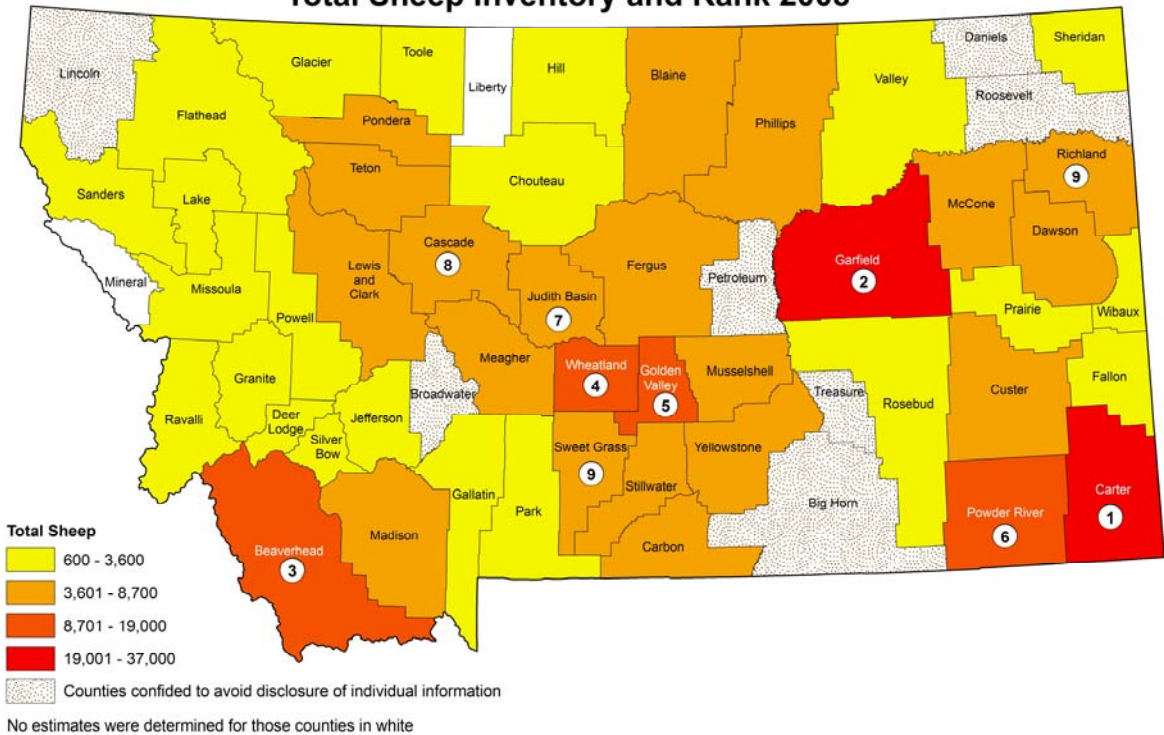 Total Sheep Inventory and Rank 2008
Lincoln
Flathead
Glacier
Toole
Liberty
Hill
Blaine
Phillips
Valley
Daniels
Sheridan
Roosevelt
Pondera
Teton
Chouteau
Sanders
Lake
Richland
9
McCone
Dawson
Garfield
2
Cascade
8
Lewis
and
Clark
Judith Basin
7
Fergus
Petroleum
Mineral
Missoula
Powell
Prairie
Wibaux
Meagher
Wheatland
4
Golden
Valley
5
Musselshell
Treasure
Rosebud
Custer
Fallon
Granite
Ravalli
Deer
Lodge
Silver
Bow
Jefferson
Broadwater
Sweet Grass
9
Stillwater
Yellowstone
Big Horn
Powder River
6
Carter
1
Gallatin
Park
Carbon
Madison
Beaverhead
3
Total Sheep
600 - 3,600
3,601 - 8,700
8,701 - 19,000
19,001 - 37,000
Counties confided to avoid disclosure of individual information
No estimates were determined for those counties in white